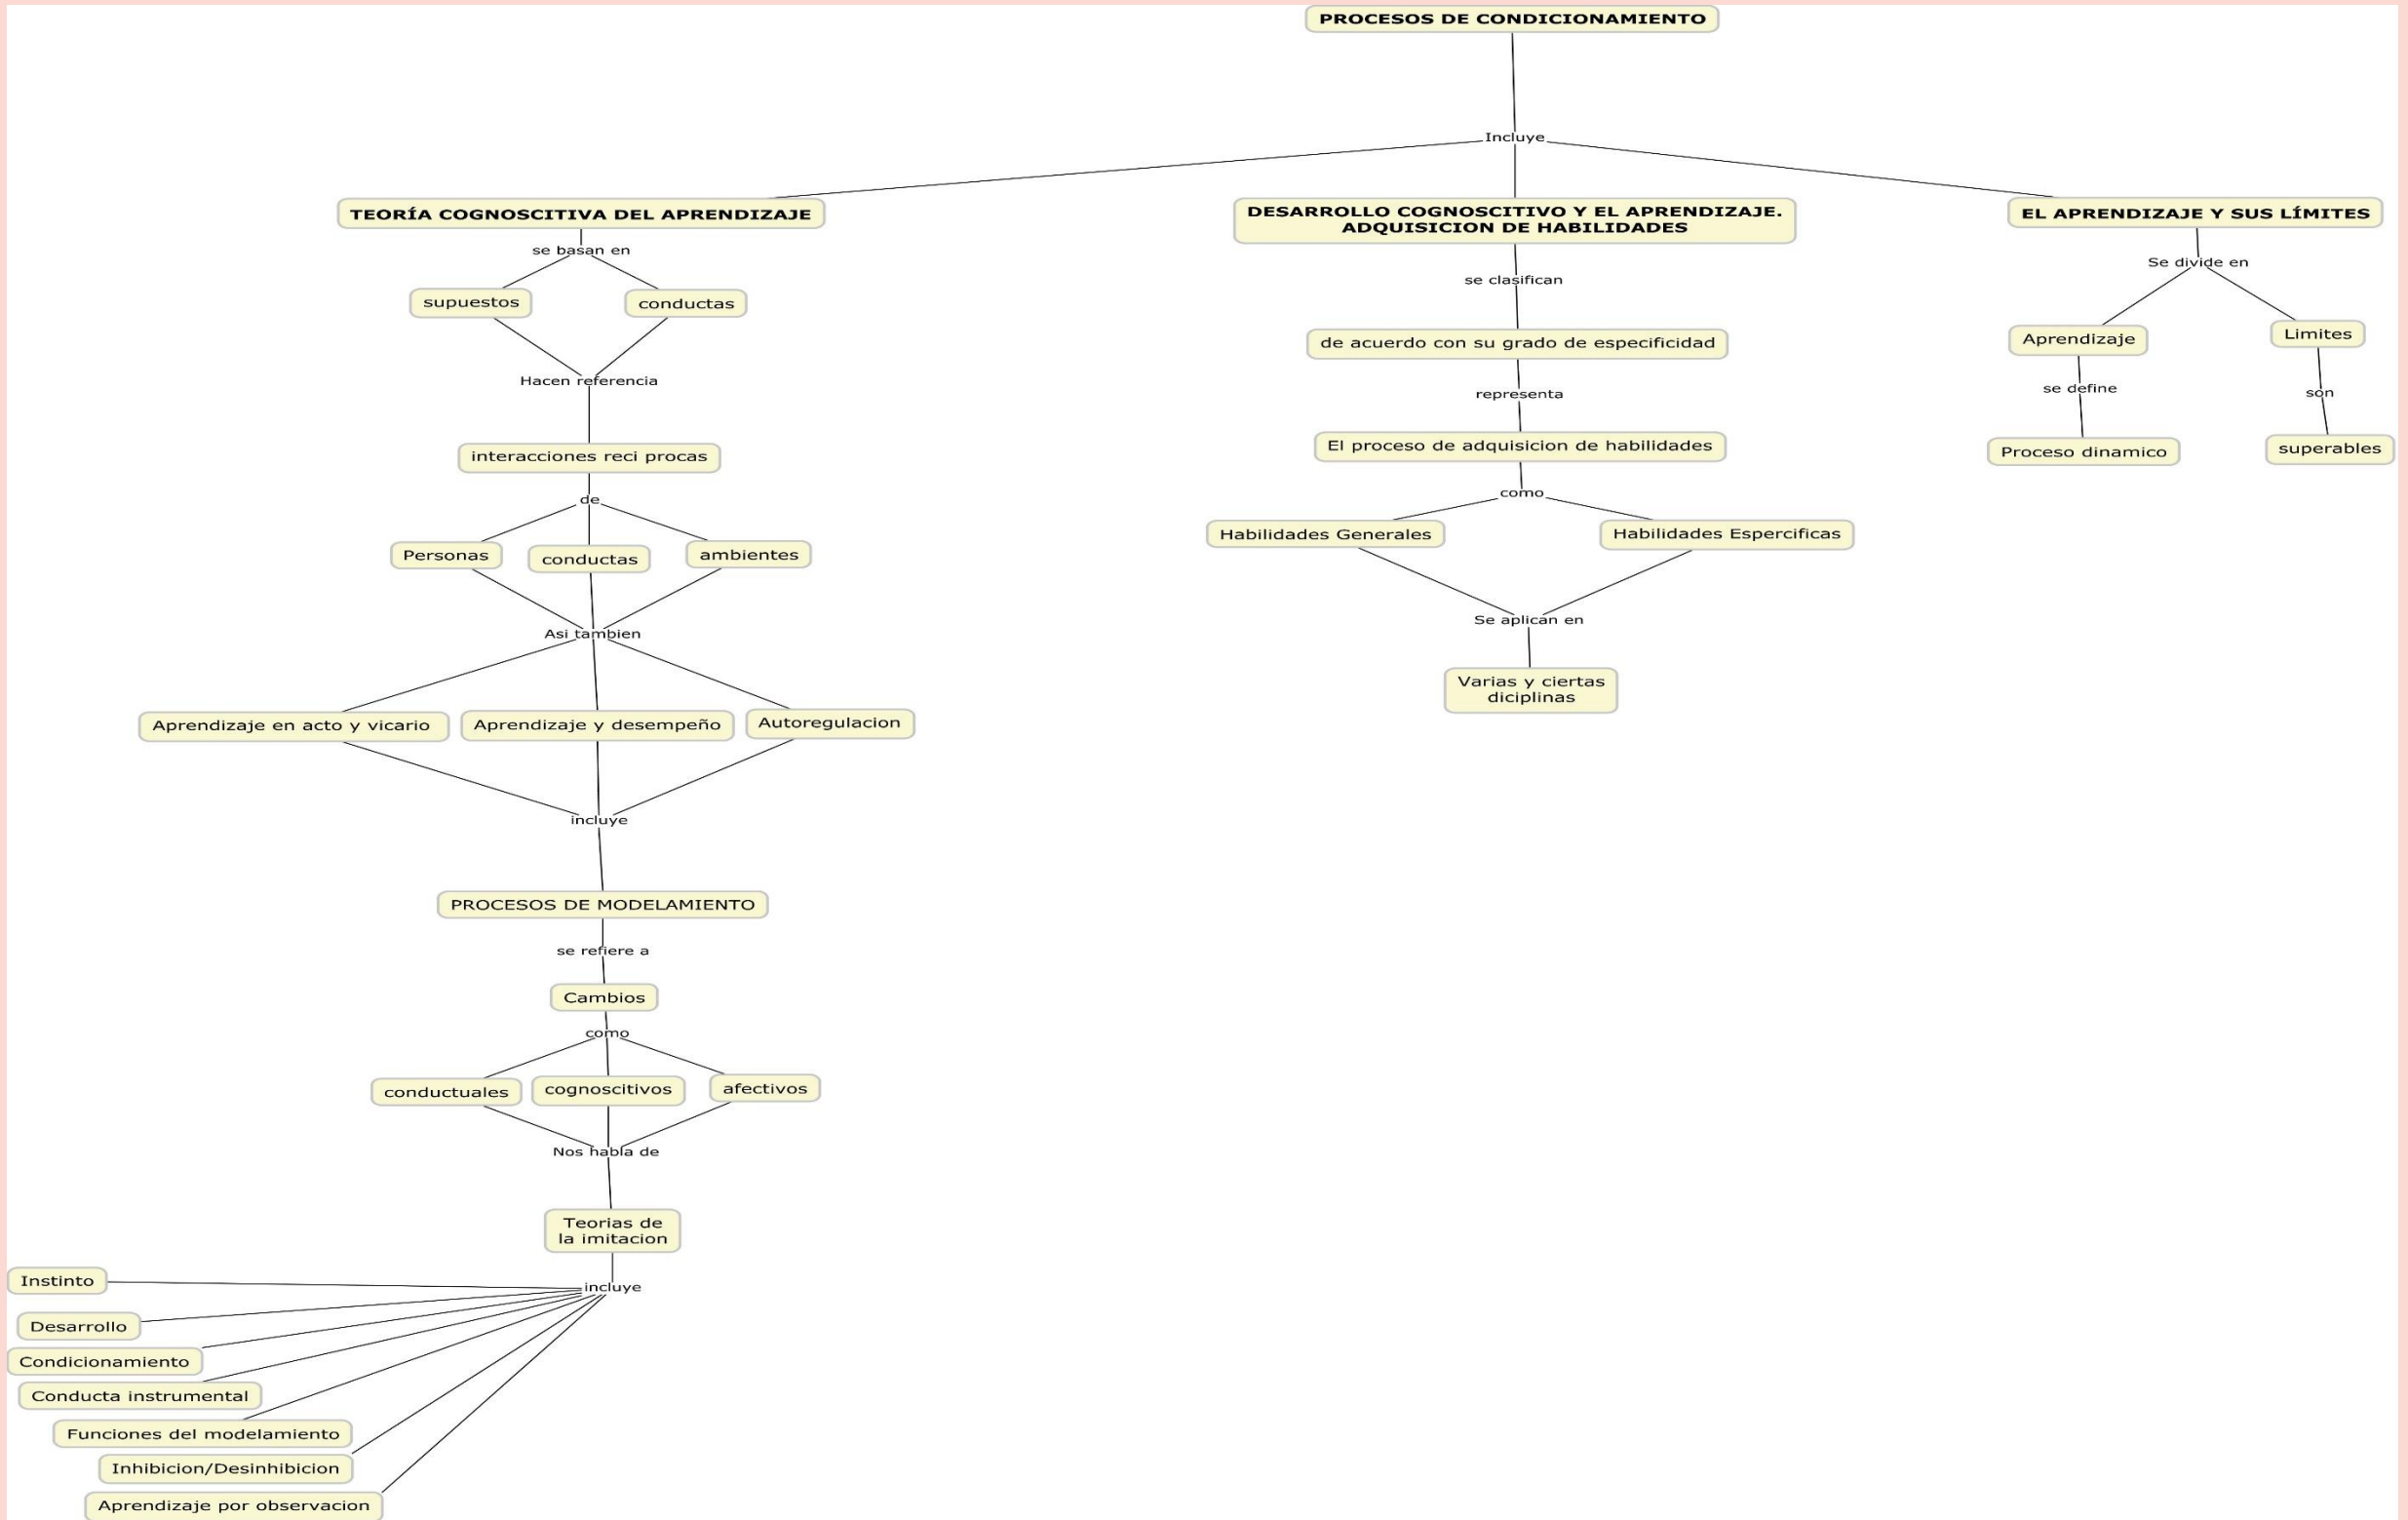 PROCESOS DE CONDICIONAMIENTO
Incluye
TEORÍA COGNOSCITIVA DEL APRENDIZAJE
se basan en
supuestos
conductas
Hacen referencia
interacciones reci procas
de
Personas
conductas
ambientes
Asi tambien
Aprendizaje en acto y vicario
Aprendizaje y desempeño
Autoregulacion
incluye
PROCESOS DE MODELAMIENTO
se refiere a
Cambios
como
conductuales
cognoscitivos
afectivos
Nos habla de
Teorias de
la imitacion
incluye
Instinto
Desarrollo
Condicionamiento
Conducta instrumental
Funciones del modelamiento
Inhibicion/Desinhibicion
Aprendizaje por observacion
DESARROLLO COGNOSCITIVO Y EL APRENDIZAJE.
ADQUISICION DE HABILIDADES
se clasifican
de acuerdo con su grado de especificidad
representa
El proceso de adquisicion de habilidades
como
Habilidades Generales
Habilidades Espercificas
Se aplican en
Varias y ciertas
diciplinas
EL APRENDIZAJE Y SUS LÍMITES
Se divide en
Aprendizaje
se define
Proceso dinamico
Limites
son
superables